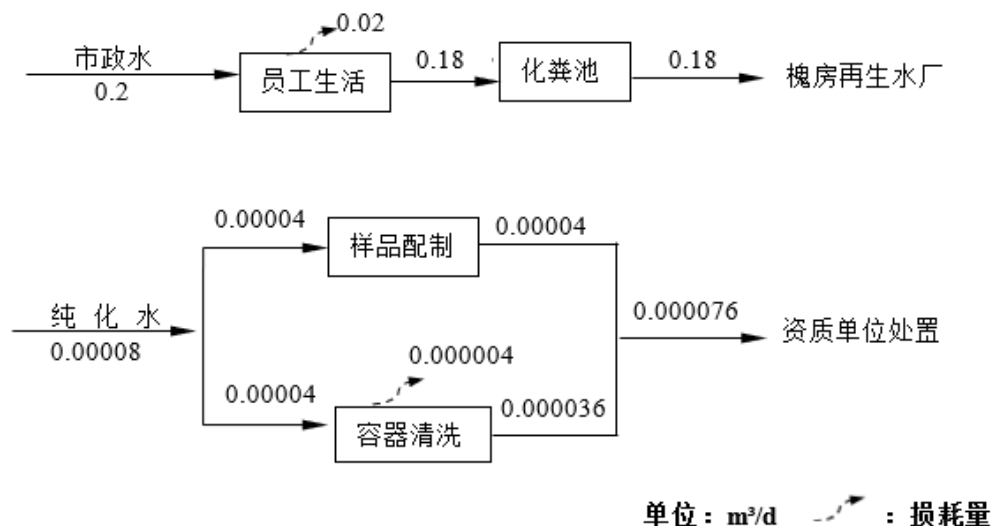 0.02
市政水
0.2
员工生活
0.18
化粪池
0.18
槐房再生水厂
0.00004
样品配制
0.00004
纯化水
0.00008
0.000076
资质单位处置
0.000004
0.00004
容器清洗
0.000036
单位：m³/d ：损耗量